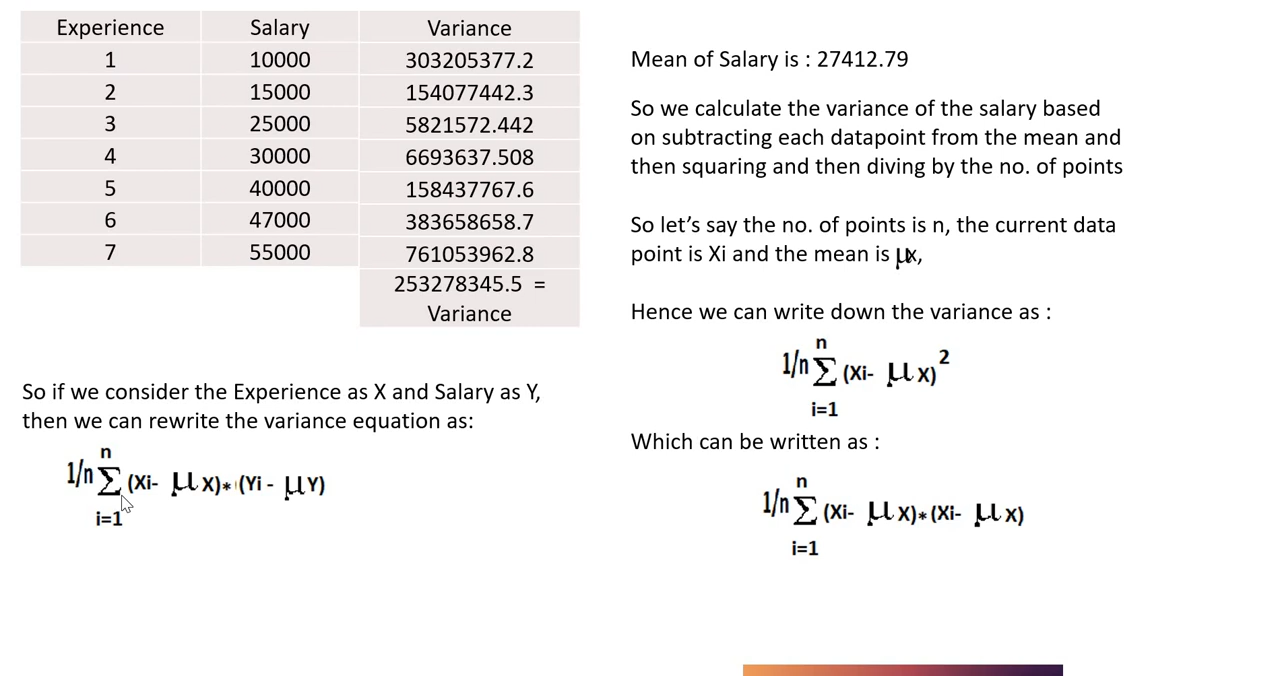 Experience Salary Variance
1 10000 303205377.2
2 15000 154077442.3
3 25000 5821572.442
4 30000 6693637.508
5 40000 158437767.6
6 47000 383658658.7
7 55000 761053962.8
253278345.5 =
Variance
So if we consider the Experience as X and Salary as Y,
then we can rewrite the variance equation as:
n
1/n ∑ (Xi- μX)* (Yi - μY)
i=1
Mean of Salary is : 27412.79
So we calculate the variance of the salary based
on subtracting each datapoint from the mean and
then squaring and then diving by the no. of points
So let’s say the no. of points is n, the current data
point is Xi and the mean is μx,
Hence we can write down the variance as :
n
1/n ∑ (Xi- μX)²
i=1
Which can be written as :
n
1/n ∑ (Xi- μX)*(Xi- μX)
i=1